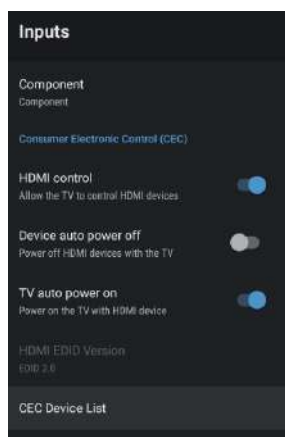 Inputs
Component
Component
Consumer Electronic Control (CEC)
HDMI control
Allow the TV to control HDMI devices
Device auto power off
Power off HDMI devices with the TV
TV auto power on
Power on the TV with HDMI device
HDMI EDID Version
EDID 2.0
CEC Device List